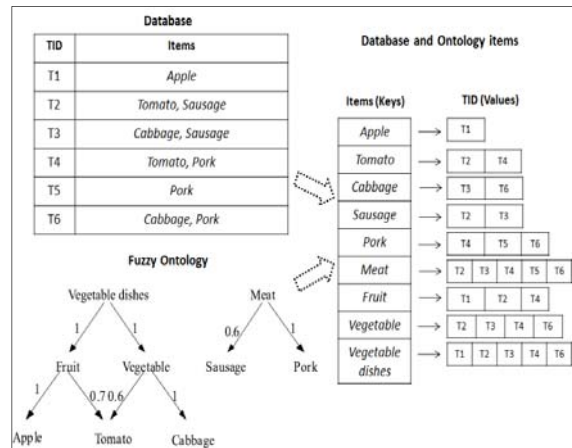 Database
TID Items
T1 Apple
T2 Tomato, Sausage
T3 Cabbage, Sausage
T4 Tomato, Pork
T5 Pork
T6 Cabbage, Pork
Fuzzy Ontology
Vegetable dishes
1 1
Fruit Vegetable
1 0.7 0.6 1
Apple Tomato Cabbage
Meat
0.6 1
Sausage Pork
Database and Ontology items
Items (Keys) TID (Values)
Apple T1
Tomato T2 T4
Cabbage T3 T6
Sausage T2 T3
Pork T4 T5 T6
Meat T2 T3 T4 T5 T6
Fruit T1 T2 T4
Vegetable T2 T3 T4 T6
Vegetable
dishes T1 T2 T3 T4 T6